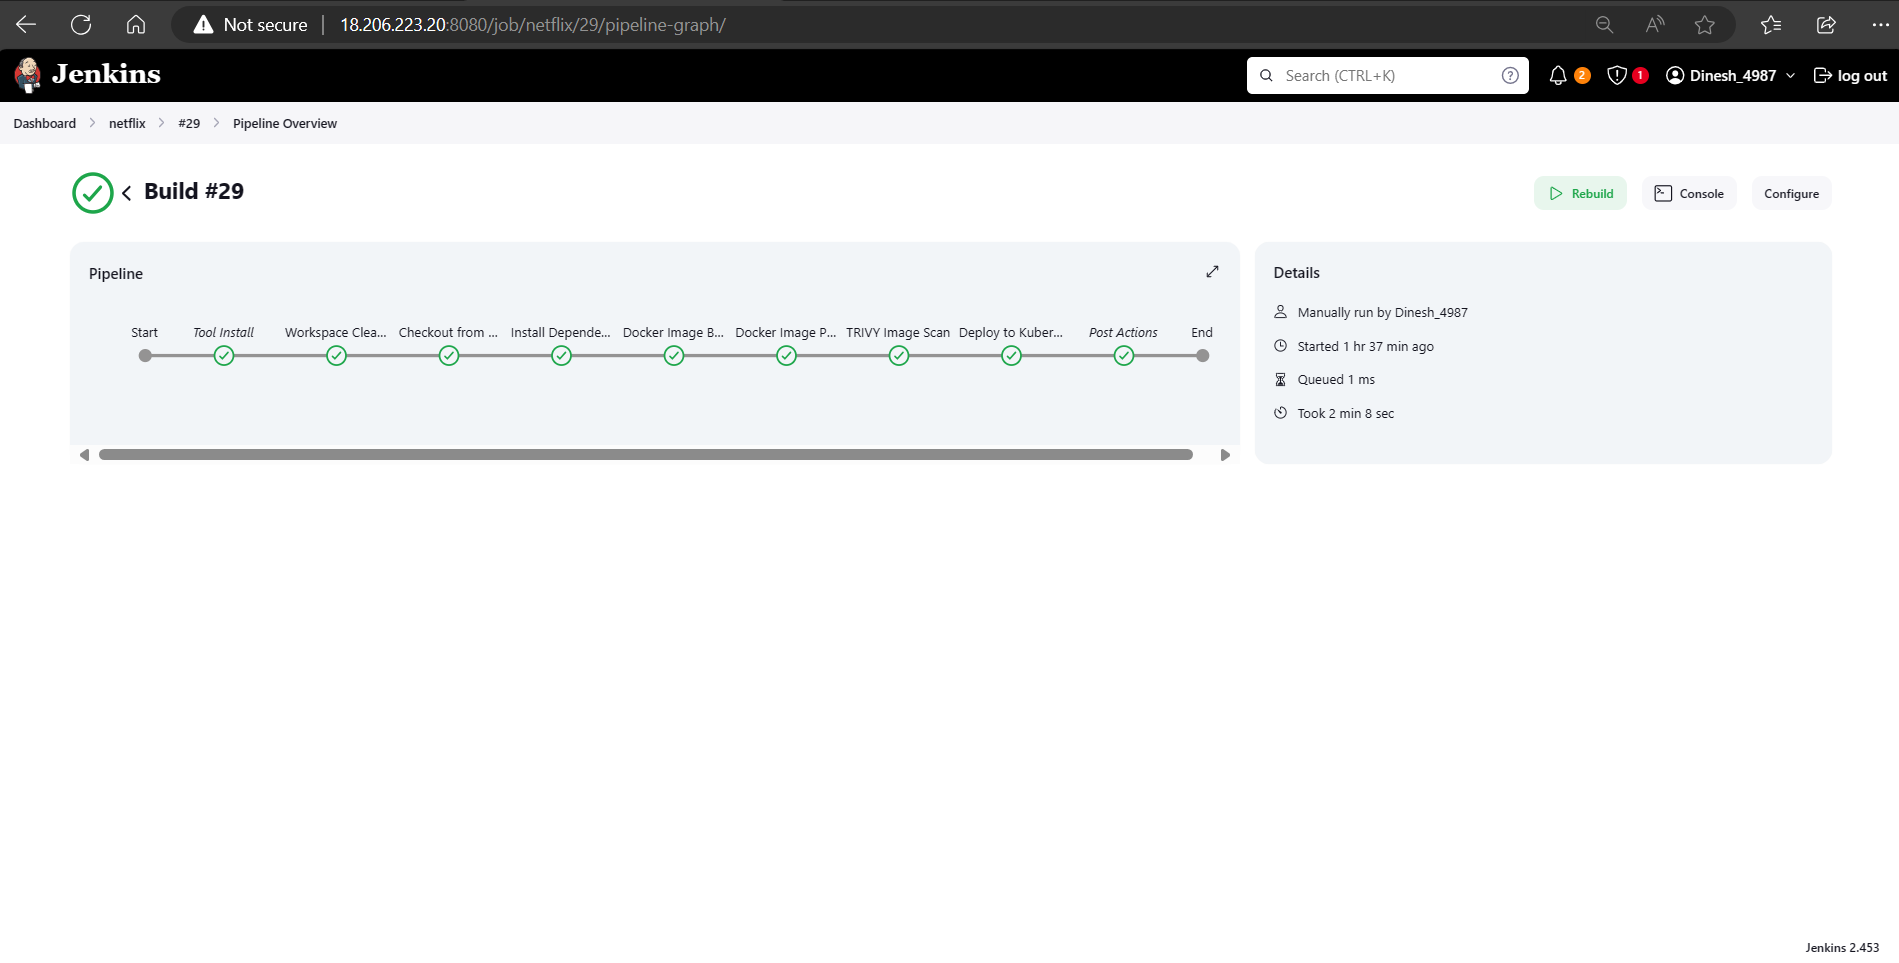 Not secure 18.206.223.20:8080/job/netflix/29/pipeline-graph/
Jenkins Search (CTRL+K) 2 1 Dinesh_4987 log out
Dashboard netflix #29 Pipeline Overview
Build #29 Rebuild Console Configure
Pipeline
Start Tool Install Workspace Clea... Checkout from ... Install Depende... Docker Image B... Docker Image P... TRIVY Image Scan Deploy to Kuber... Post Actions End
Details
Manually run by Dinesh_4987
Started 1 hr 37 min ago
Queued 1 ms
Took 2 min 8 sec
Jenkins 2.453